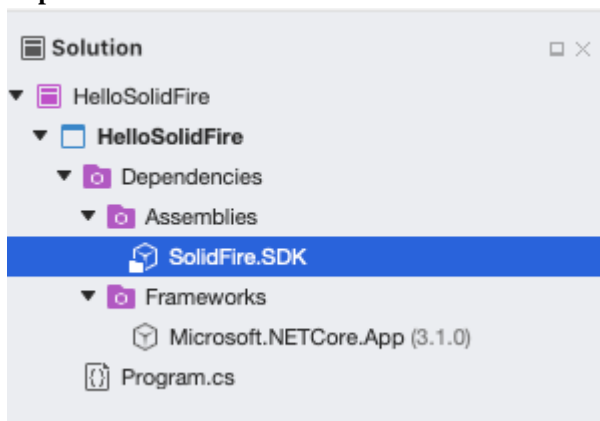 Solution
HelloSolidFire
HelloSolidFire
Dependencies
Assemblies
SolidFire.SDK
Frameworks
Microsoft.NETCore.App (3.1.0)
Program.cs